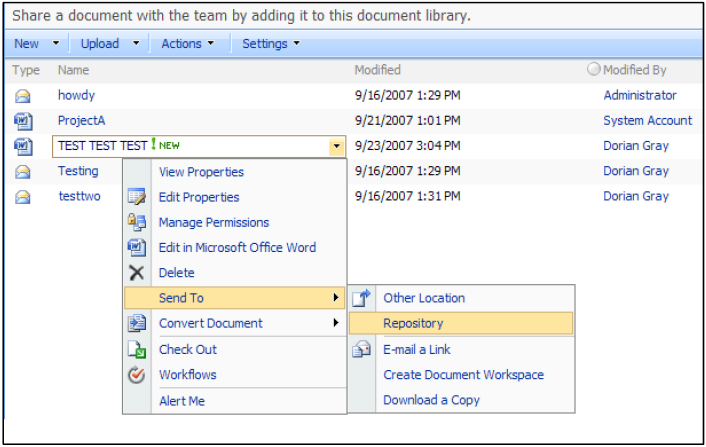 Share a document with the team by adding it to this document library.
New Upload Actions Settings
Type Name Modified Modified By
howdy 9/16/2007 1:29 PM Administrator
ProjectA 9/21/2007 1:01 PM System Account
TEST TEST TEST ! NEW 9/23/2007 3:04 PM Dorian Gray
Testing 9/16/2007 1:29 PM Dorian Gray
testtwo 9/16/2007 1:31 PM Dorian Gray
View Properties
Edit Properties
Manage Permissions
Edit in Microsoft Office Word
Delete
Send To
Convert Document
Check Out
Workflows
Alert Me
Other Location
Repository
E-mail a Link
Create Document Workspace
Download a Copy